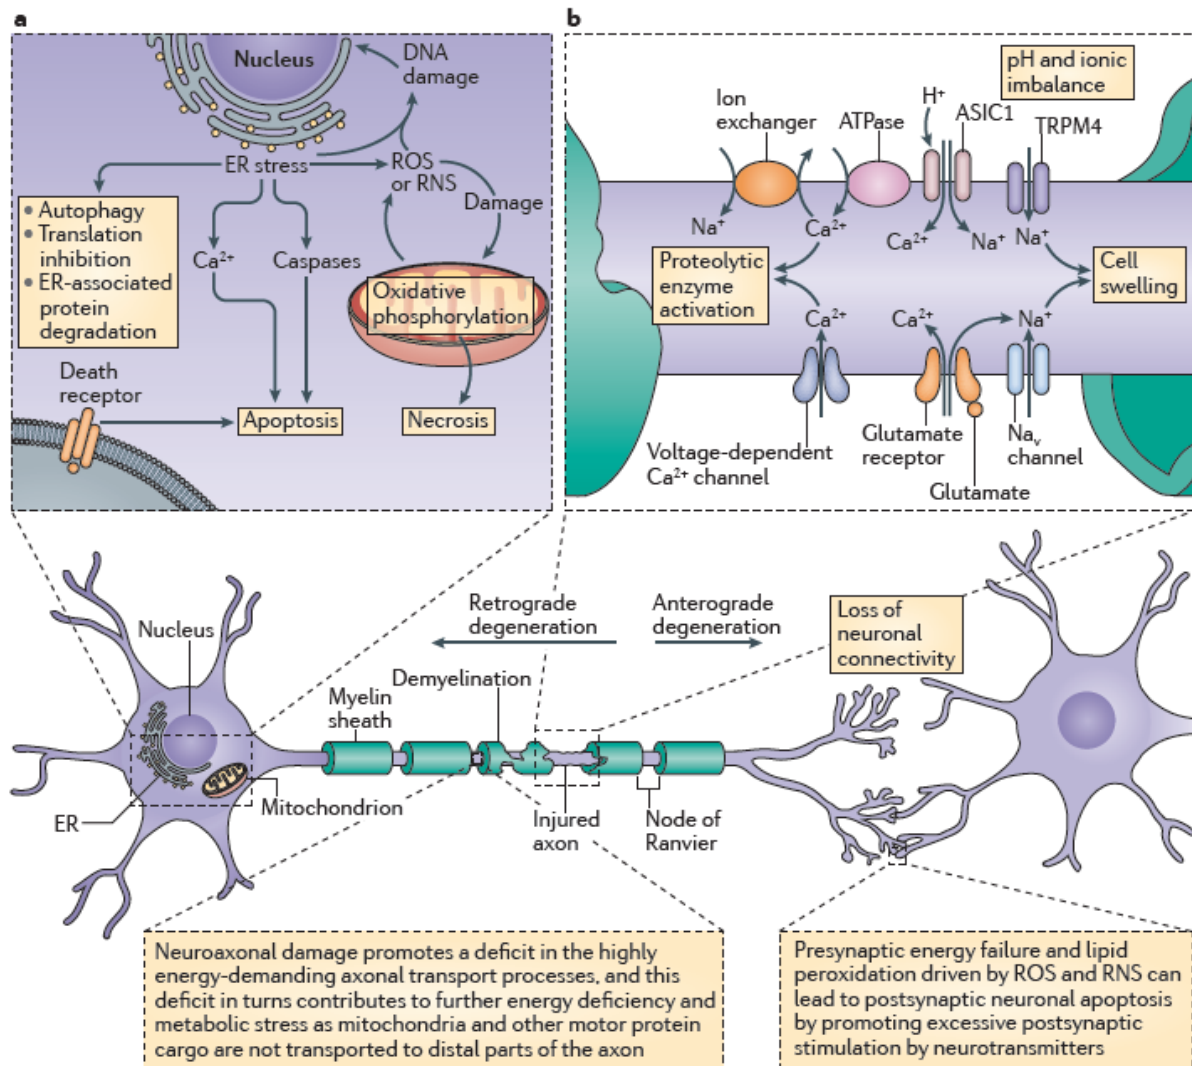 a
Nucleus
DNA
damage
ER stress
ROS
or RNS
Damage
• Autophagy
• Translation
inhibition
• ER-associated
protein
degradation
Ca²⁺
Caspases
Oxidative
phosphorylation
Death
receptor
Apoptosis
Necrosis
b
pH and ionic
imbalance
Ion
exchanger
ATPase
H⁺
ASIC1
TRPM4
Na⁺
Ca²⁺
Ca²⁺
Na⁺
Na⁺
Proteolytic
enzyme
activation
Cell
swelling
Ca²⁺
Ca²⁺
Na⁺
Voltage-dependent
Ca²⁺ channel
Glutamate
receptor
Glutamate
Naᵥ
channel
Retrograde
degeneration
Anterograde
degeneration
Loss of
neuronal
connectivity
Nucleus
Demyelination
Myelin
sheath
ER
Mitochondrion
Injured
axon
Node of
Ranvier
Neuroaxonal damage promotes a deficit in the highly
energy-demanding axonal transport processes, and this
deficit in turns contributes to further energy deficiency and
metabolic stress as mitochondria and other motor protein
cargo are not transported to distal parts of the axon
Presynaptic energy failure and lipid
peroxidation driven by ROS and RNS can
lead to postsynaptic neuronal apoptosis
by promoting excessive postsynaptic
stimulation by neurotransmitters